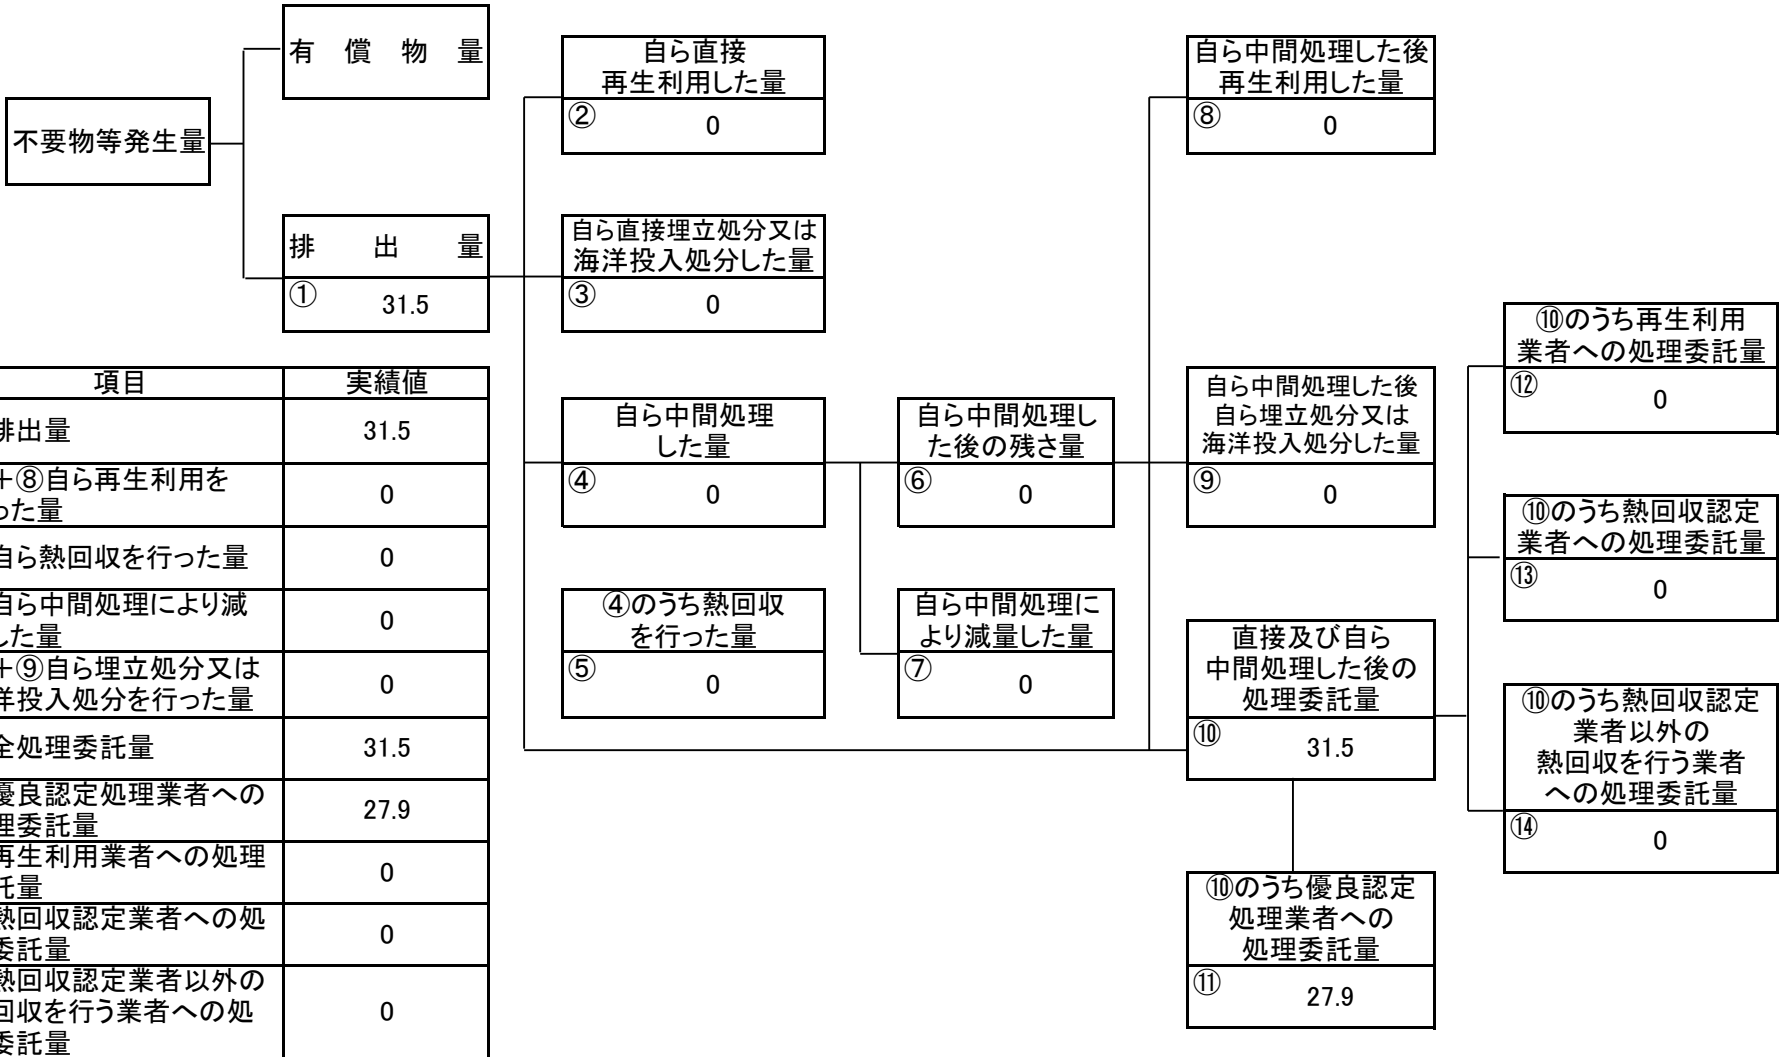 有償物量
不要物等発生量
排出量
① 31.5
自ら直接
再生利用した量
② 0
自ら直接埋立処分又は
海洋投入処分した量
③ 0
自ら中間処理
した量
④ 0
④のうち熱回収
を行った量
⑤ 0
自ら中間処理し
た後の残さ量
⑥ 0
自ら中間処理に
より減量した量
⑦ 0
自ら中間処理した後
再生利用した量
⑧ 0
自ら中間処理した後
自ら埋立処分又は
海洋投入処分した量
⑨ 0
直接及び自ら
中間処理した後の
処理委託量
⑩ 31.5
⑩のうち優良認定
処理業者への
処理委託量
⑪ 27.9
⑩のうち再生利用
業者への処理委託量
⑫ 0
⑩のうち熱回収認定
業者への処理委託量
⑬ 0
⑩のうち熱回収認定
業者以外の
熱回収を行う業者
への処理委託量
⑭ 0
項目 実績値
排出量 31.5
+⑧自ら再生利用を
った量 0
自ら熱回収を行った量 0
自ら中間処理により減
した量 0
+⑨自ら埋立処分又は
洋投入処分を行った量 0
全処理委託量 31.5
優良認定処理業者への
理委託量 27.9
再生利用業者への処理
託量 0
熱回収認定業者への処
委託量 0
熱回収認定業者以外の
回収を行う業者への処
委託量 0